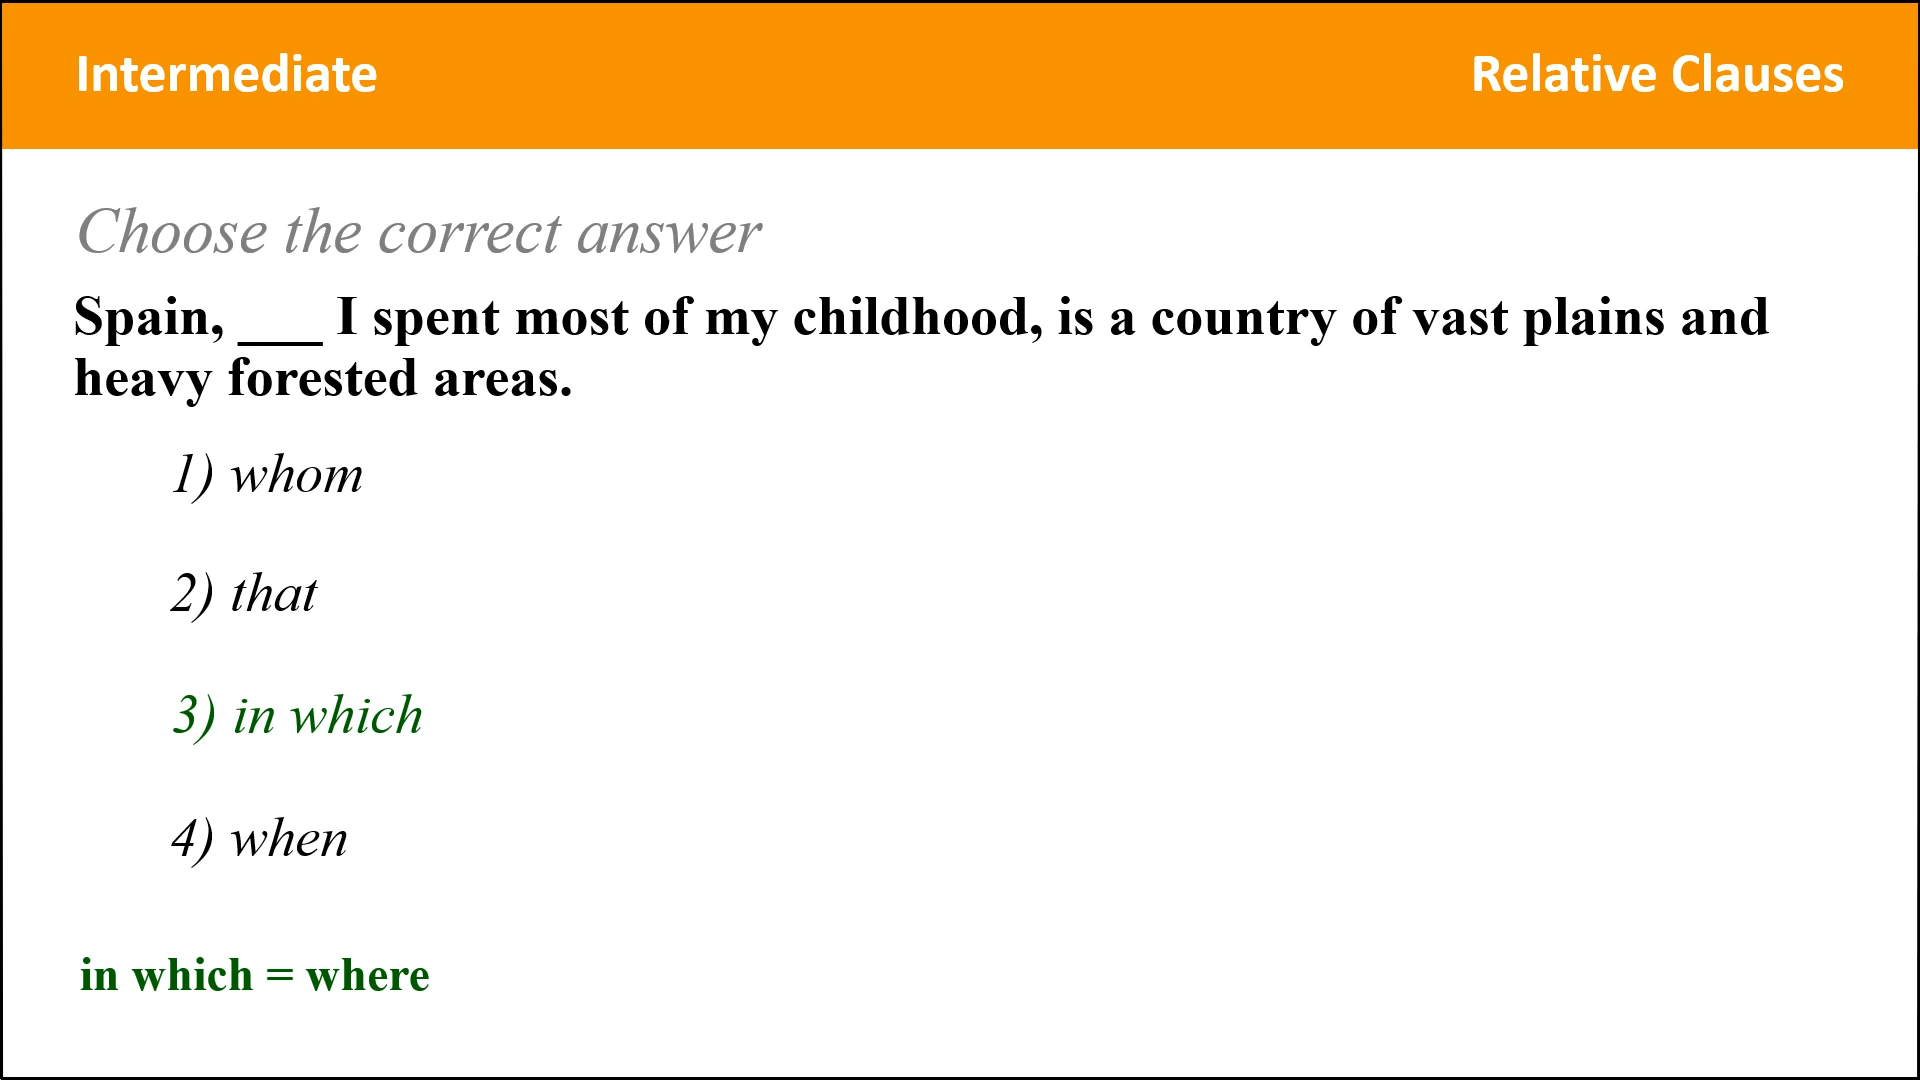 Intermediate
Relative Clauses
Choose the correct answer
Spain, ___ I spent most of my childhood, is a country of vast plains and
heavy forested areas.
1) whom
2) that
3) in which
4) when
in which = where